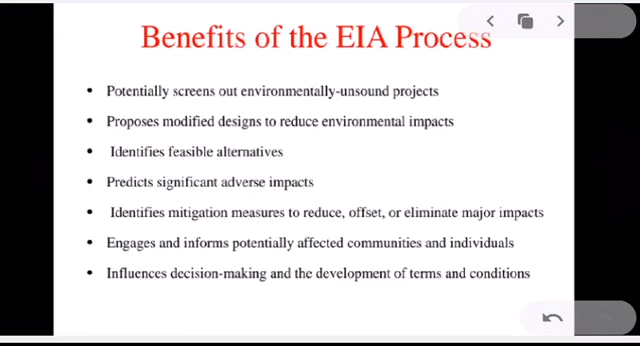 Benefits of the EIA Process
• Potentially screens out environmentally-unsound projects
• Proposes modified designs to reduce environmental impacts
• Identifies feasible alternatives
• Predicts significant adverse impacts
• Identifies mitigation measures to reduce, offset, or eliminate major impacts
• Engages and informs potentially affected communities and individuals
• Influences decision-making and the development of terms and conditions